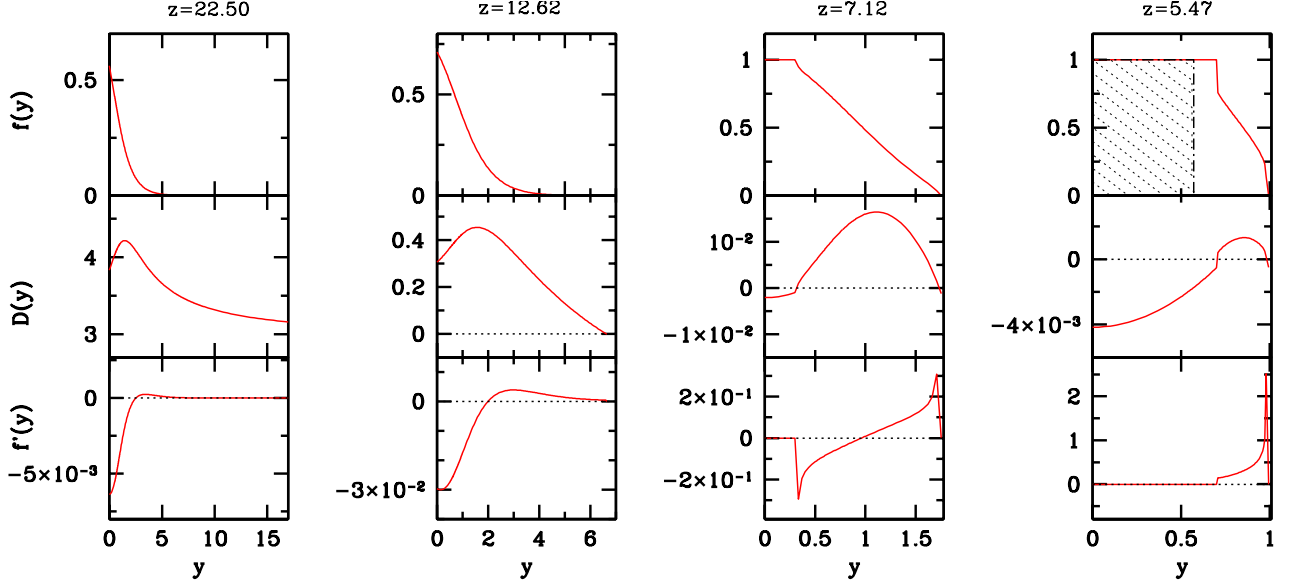 z=22.50 z=12.62 z=7.12 z=5.47
f(y) 0.5 0 0.5 0 1 0.5 0 1 0.5 0
D(y) 4 3 0.4 0.2 0 10⁻² 0 −1×10⁻² 0 −4×10⁻³
f'(y) 0 −5×10⁻³ 0 −3×10⁻² 2×10⁻¹ 0 −2×10⁻¹ 2 1 0
0 5 10 15 0 2 4 6 0 0.5 1 1.5 0 0.5 1
y y y y